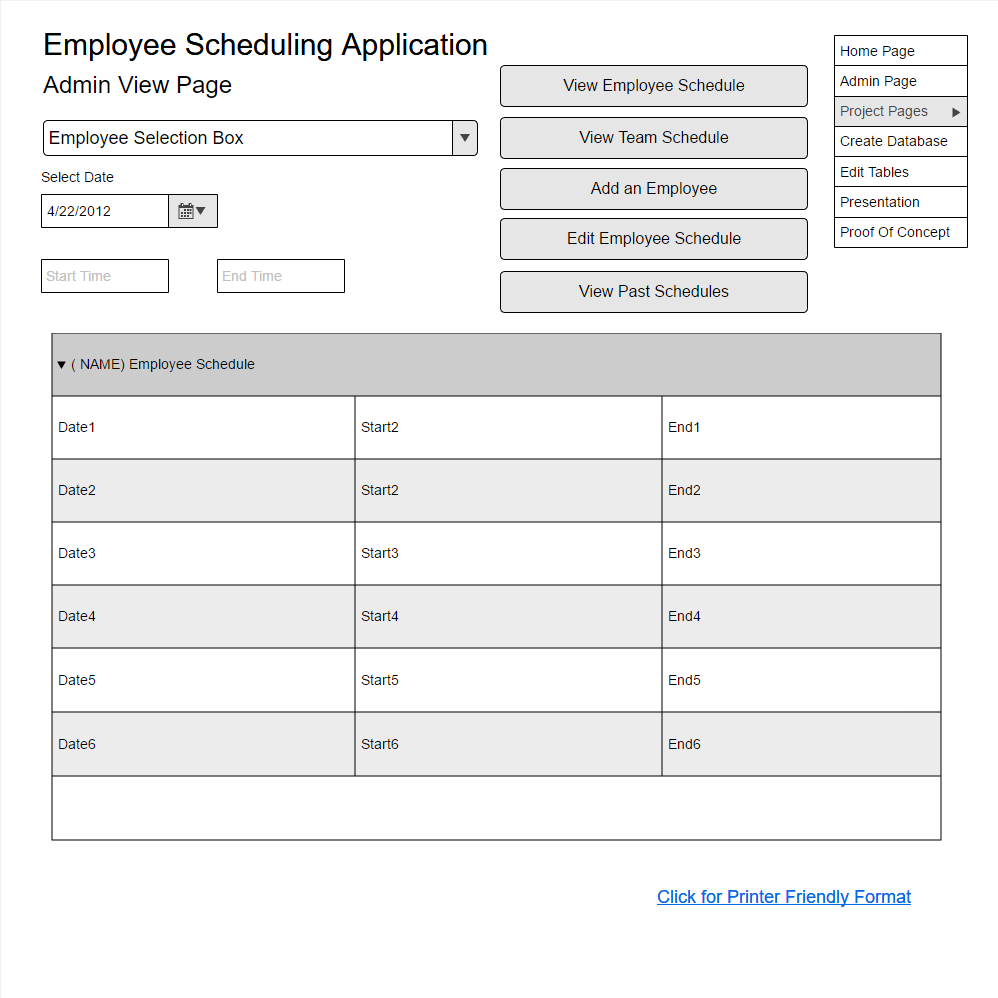 Employee Scheduling Application
Admin View Page
Employee Selection Box
Select Date
4/22/2012
Start Time
End Time
View Employee Schedule
View Team Schedule
Add an Employee
Edit Employee Schedule
View Past Schedules
Home Page
Admin Page
Project Pages
Create Database
Edit Tables
Presentation
Proof Of Concept
( NAME) Employee Schedule
Date1 Start2 End1
Date2 Start2 End2
Date3 Start3 End3
Date4 Start4 End4
Date5 Start5 End5
Date6 Start6 End6
Click for Printer Friendly Format